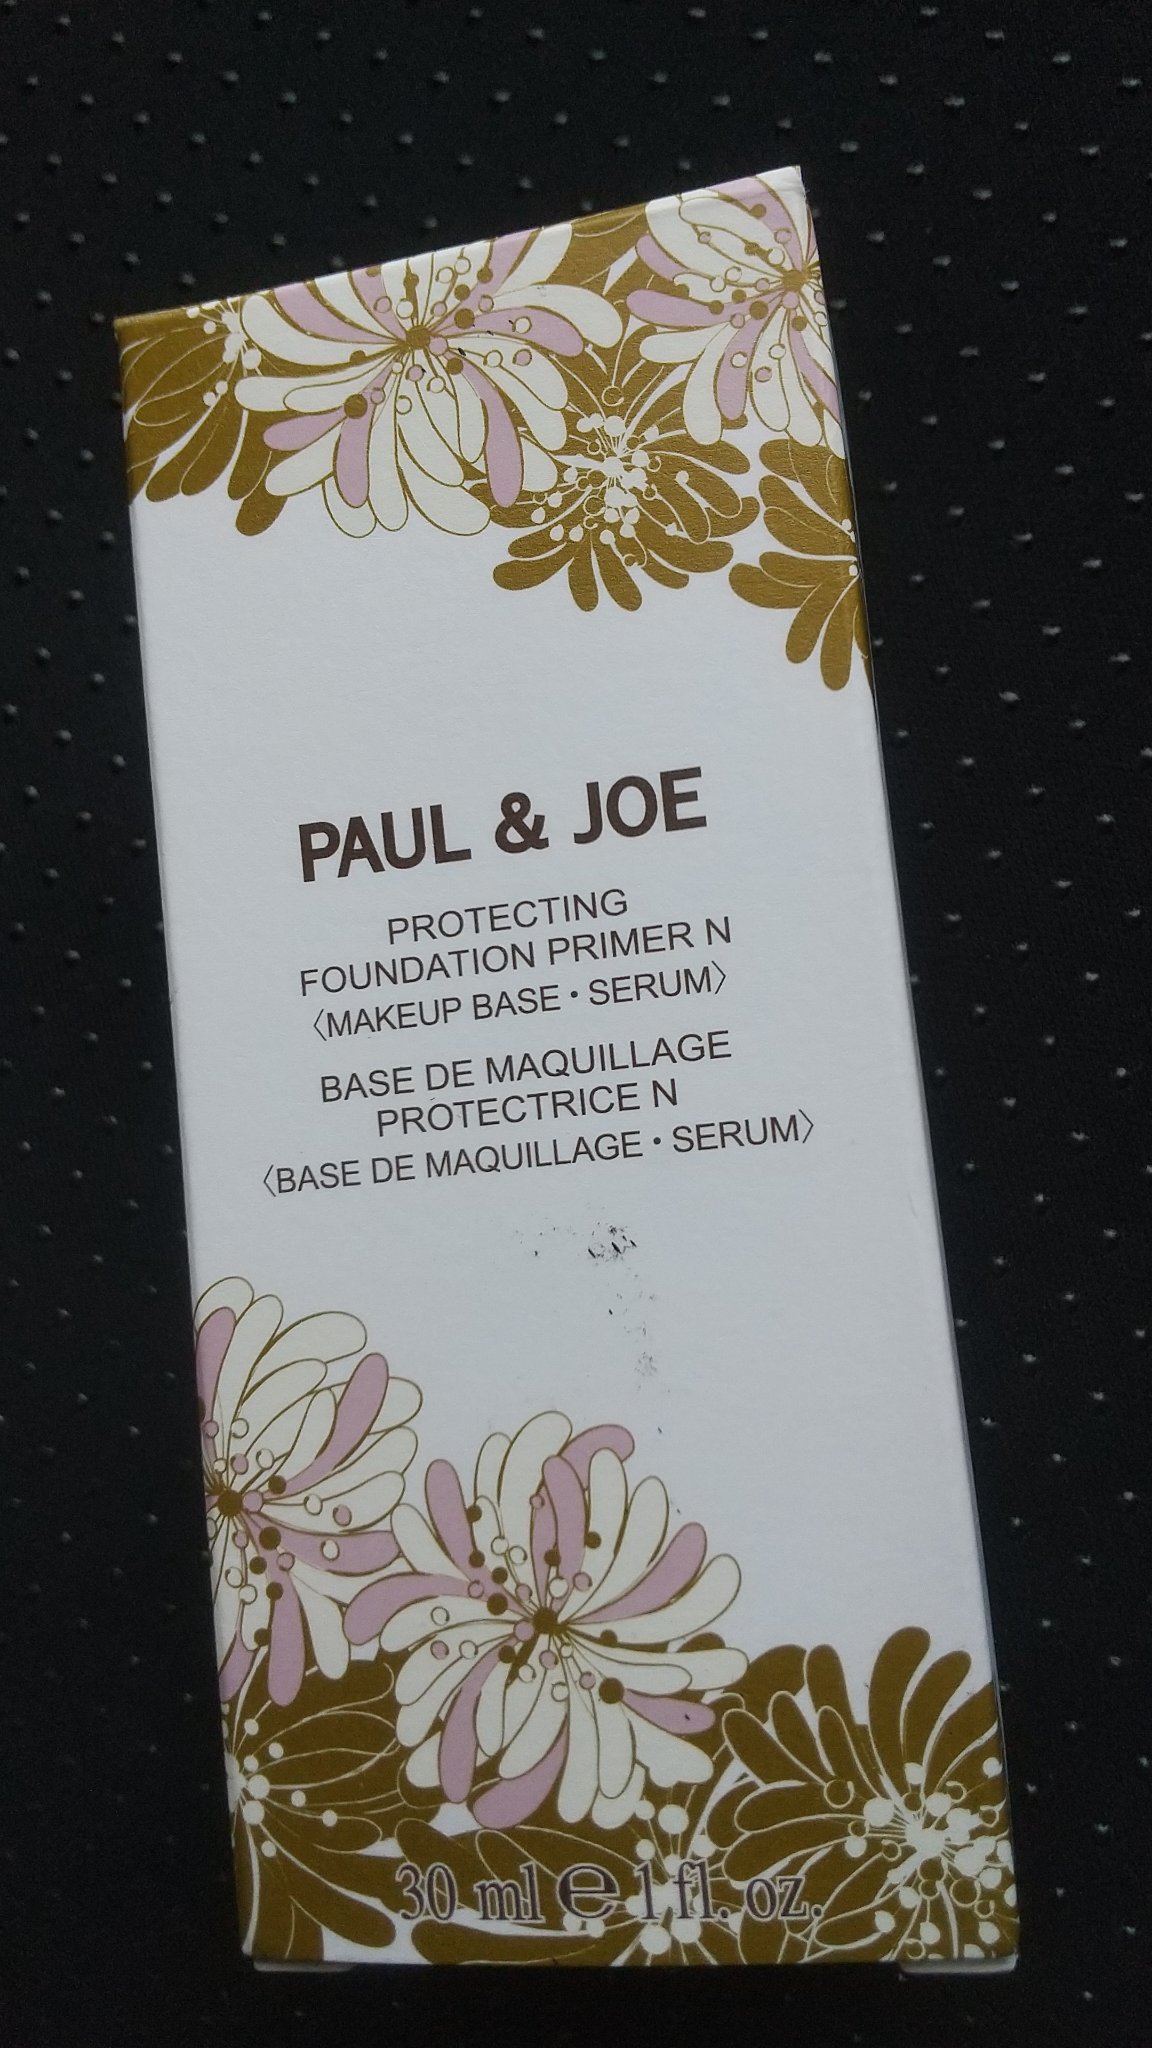 PAUL & JOE
PROTECTING
FOUNDATION PRIMER N
〈MAKEUP BASE・SERUM〉
BASE DE MAQUILLAGE
PROTECTRICE N
〈BASE DE MAQUILLAGE・SERUM〉
30 ml ℮ 1 fl. oz.